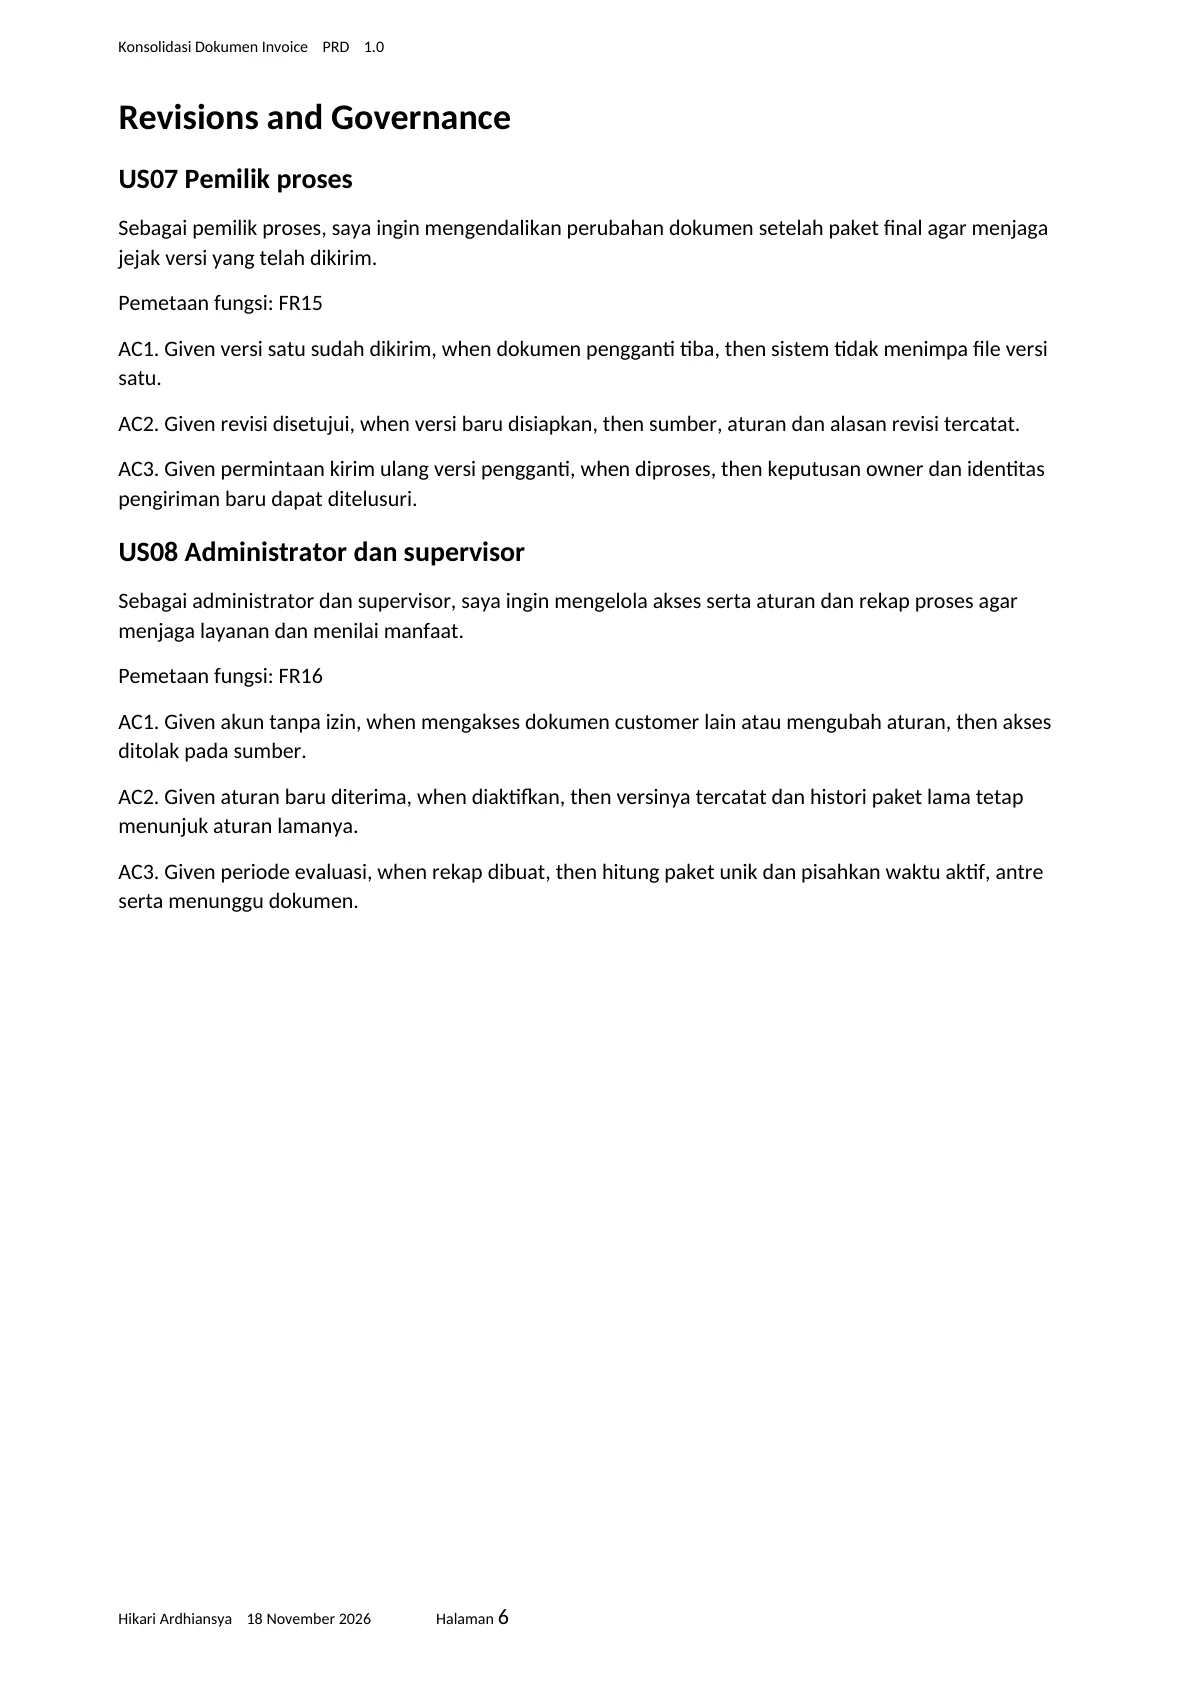 Konsolidasi Dokumen Invoice PRD 1.0
Revisions and Governance
US07 Pemilik proses
Sebagai pemilik proses, saya ingin mengendalikan perubahan dokumen setelah paket final agar menjaga
jejak versi yang telah dikirim.
Pemetaan fungsi: FR15
AC1. Given versi satu sudah dikirim, when dokumen pengganti tiba, then sistem tidak menimpa file versi
satu.
AC2. Given revisi disetujui, when versi baru disiapkan, then sumber, aturan dan alasan revisi tercatat.
AC3. Given permintaan kirim ulang versi pengganti, when diproses, then keputusan owner dan identitas
pengiriman baru dapat ditelusuri.
US08 Administrator dan supervisor
Sebagai administrator dan supervisor, saya ingin mengelola akses serta aturan dan rekap proses agar
menjaga layanan dan menilai manfaat.
Pemetaan fungsi: FR16
AC1. Given akun tanpa izin, when mengakses dokumen customer lain atau mengubah aturan, then akses
ditolak pada sumber.
AC2. Given aturan baru diterima, when diaktifkan, then versinya tercatat dan histori paket lama tetap
menunjuk aturan lamanya.
AC3. Given periode evaluasi, when rekap dibuat, then hitung paket unik dan pisahkan waktu aktif, antre
serta menunggu dokumen.
Hikari Ardhiansya 18 November 2026 Halaman 6